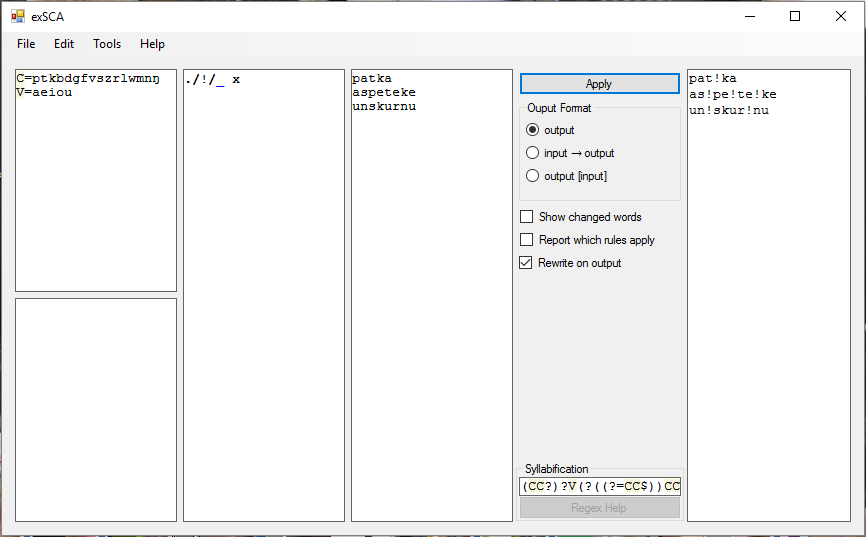 exSCA
File Edit Tools Help
C=ptkbdgfvszrlwmnŋ
V=aeiou
./!/_ x
patka
aspeteke
unskurnu
Apply
Ouput Format
output
input → output
output [input]
Show changed words
Report which rules apply
Rewrite on output
Syllabification
(CC?)?V(?((?=CC$))CC
Regex Help
pat!ka
as!pe!te!ke
un!skur!nu